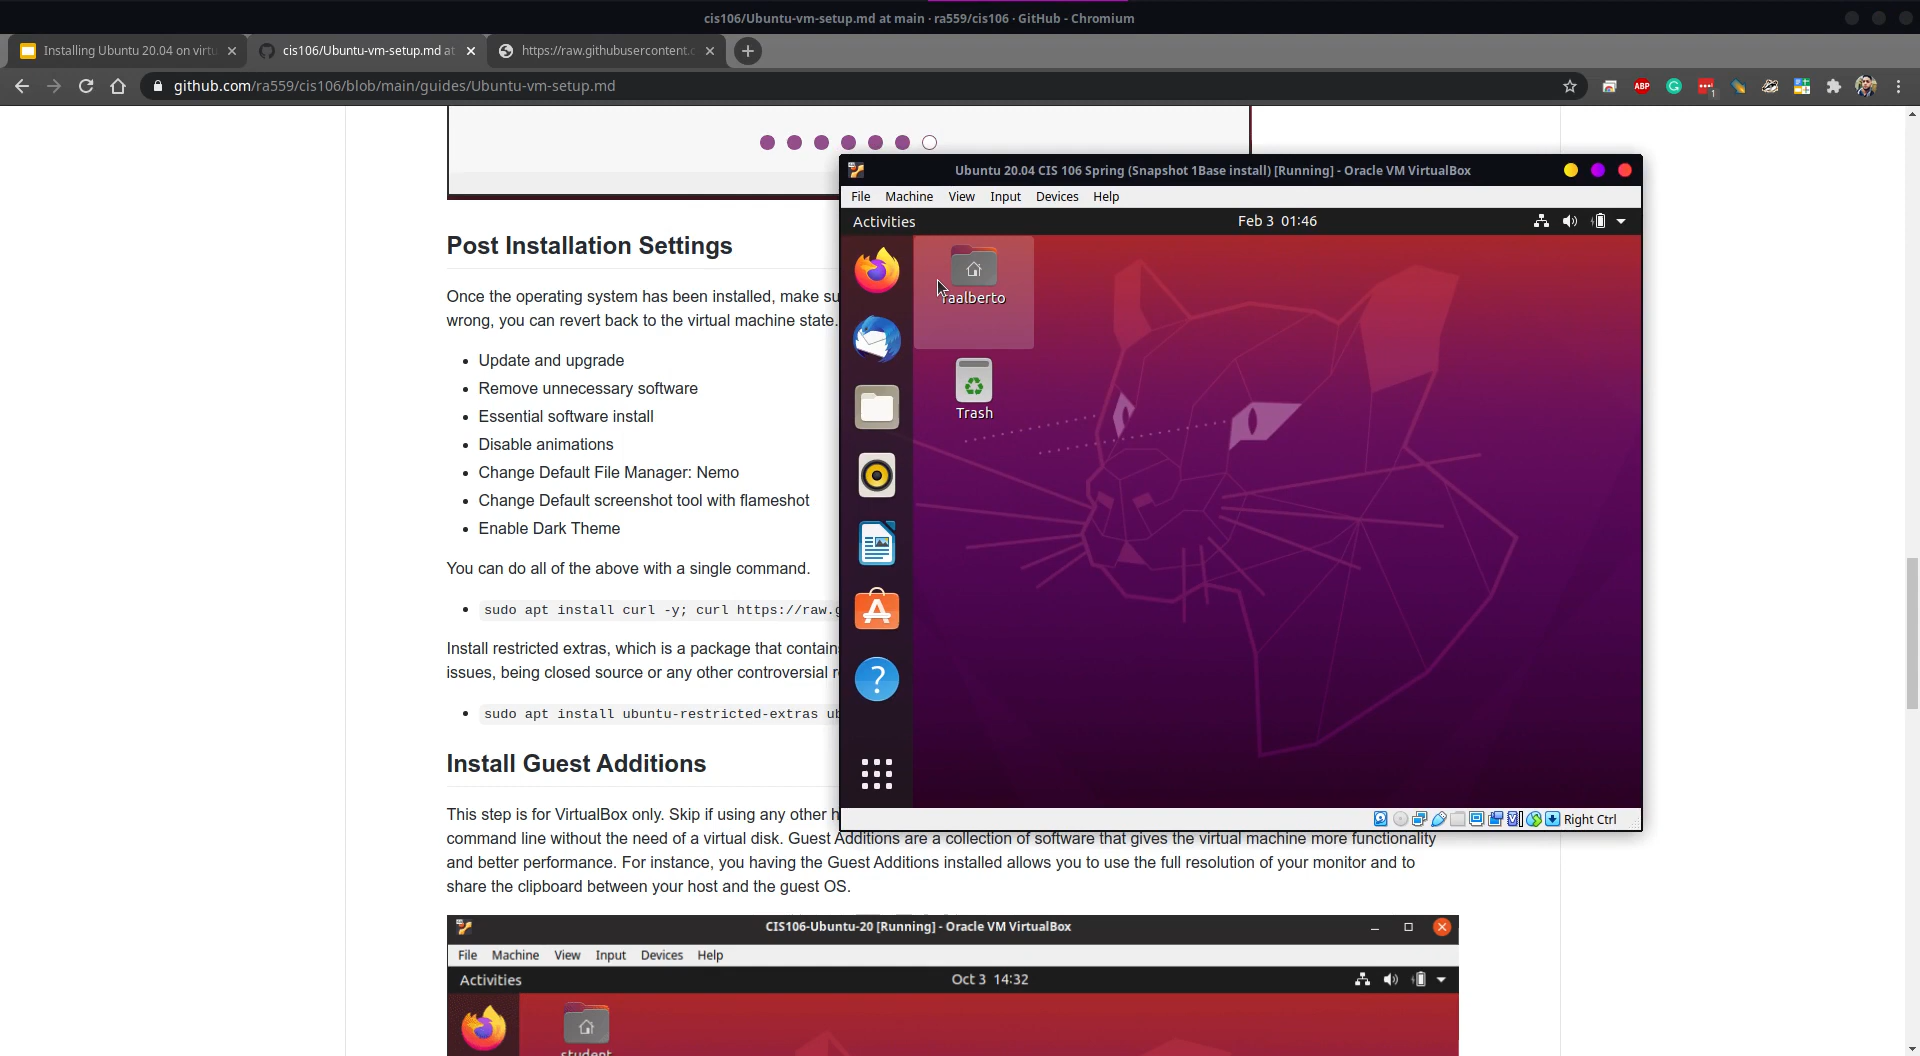 cis106/Ubuntu-vm-setup.md at main · ra559/cis106 · GitHub - Chromium
Installing Ubuntu 20.04 on virtu
cis106/Ubuntu-vm-setup.md at
https://raw.githubusercontent.c
github.com/ra559/cis106/blob/main/guides/Ubuntu-vm-setup.md
ABP
1
Ubuntu 20.04 CIS 106 Spring (Snapshot 1Base install) [Running] - Oracle VM VirtualBox
File Machine View Input Devices Help
Activities
Feb 3 01:46
raalberto
Trash
Right Ctrl
Post Installation Settings
Once the operating system has been installed, make su
wrong, you can revert back to the virtual machine state.
• Update and upgrade
• Remove unnecessary software
• Essential software install
• Disable animations
• Change Default File Manager: Nemo
• Change Default screenshot tool with flameshot
• Enable Dark Theme
You can do all of the above with a single command.
• sudo apt install curl -y; curl https://raw.g
Install restricted extras, which is a package that contain
issues, being closed source or any other controversial r
• sudo apt install ubuntu-restricted-extras ub
Install Guest Additions
This step is for VirtualBox only. Skip if using any other h
command line without the need of a virtual disk. Guest Additions are a collection of software that gives the virtual machine more functionality
and better performance. For instance, you having the Guest Additions installed allows you to use the full resolution of your monitor and to
share the clipboard between your host and the guest OS.
CIS106-Ubuntu-20 [Running] - Oracle VM VirtualBox
File Machine View Input Devices Help
Activities
Oct 3 14:32
student